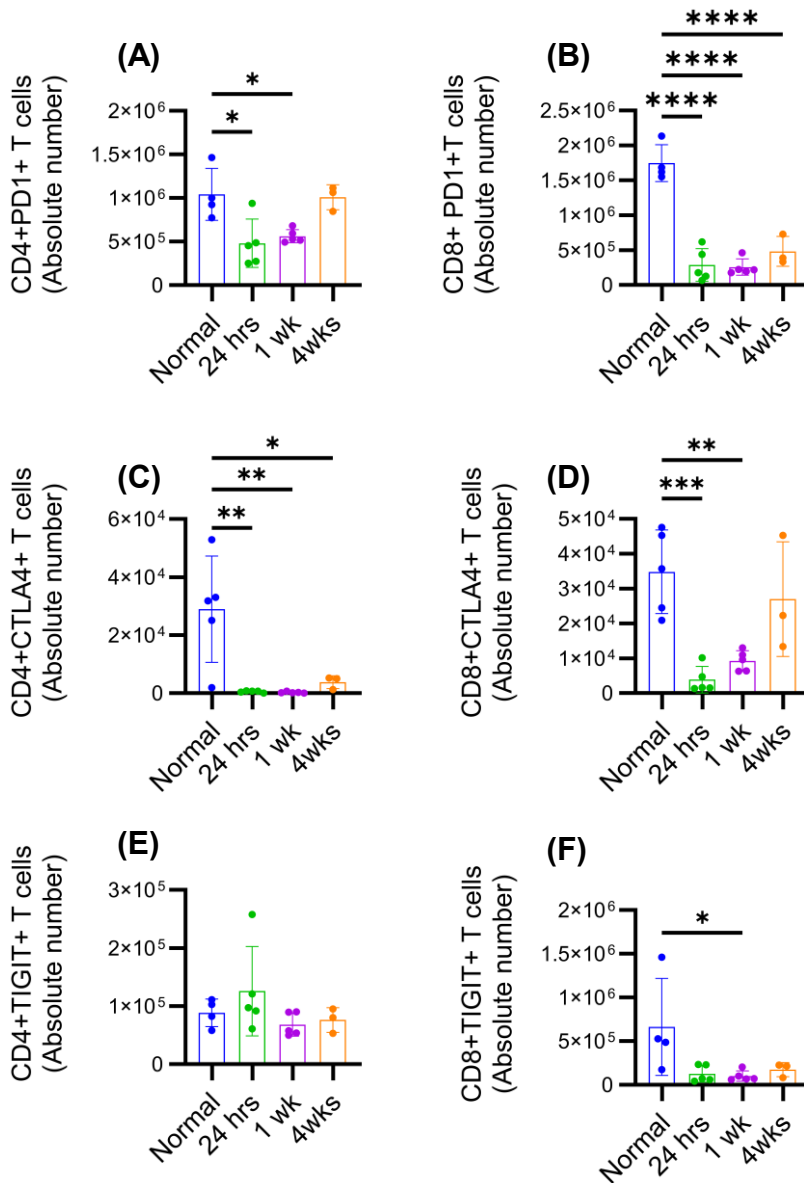 (A)
CD4+PD1+ T cells
(Absolute number)
*
*
2×10⁶
1.5×10⁶
1×10⁶
5×10⁵
0
Normal
24 hrs
1 wk
4wks
(B)
CD8+ PD1+T cells
(Absolute number)
****
****
****
2.5×10⁶
2×10⁶
1.5×10⁶
1×10⁶
5×10⁵
0
Normal
24 hrs
1 wk
4wks
(C)
CD4+CTLA4+ T cells
(Absolute number)
*
**
**
6×10⁴
4×10⁴
2×10⁴
0
Normal
24 hrs
1 wk
4wks
(D)
CD8+CTLA4+ T cells
(Absolute number)
**
***
5×10⁴
4×10⁴
3×10⁴
2×10⁴
1×10⁴
0
Normal
24 hrs
1 wk
4wks
(E)
CD4+TIGIT+ T cells
(Absolute number)
3×10⁵
2×10⁵
1×10⁵
0
Normal
24 hrs
1 wk
4wks
(F)
CD8+TIGIT+ T cells
(Absolute number)
*
2×10⁶
2×10⁶
1×10⁶
5×10⁵
0
Normal
24 hrs
1 wk
4wks